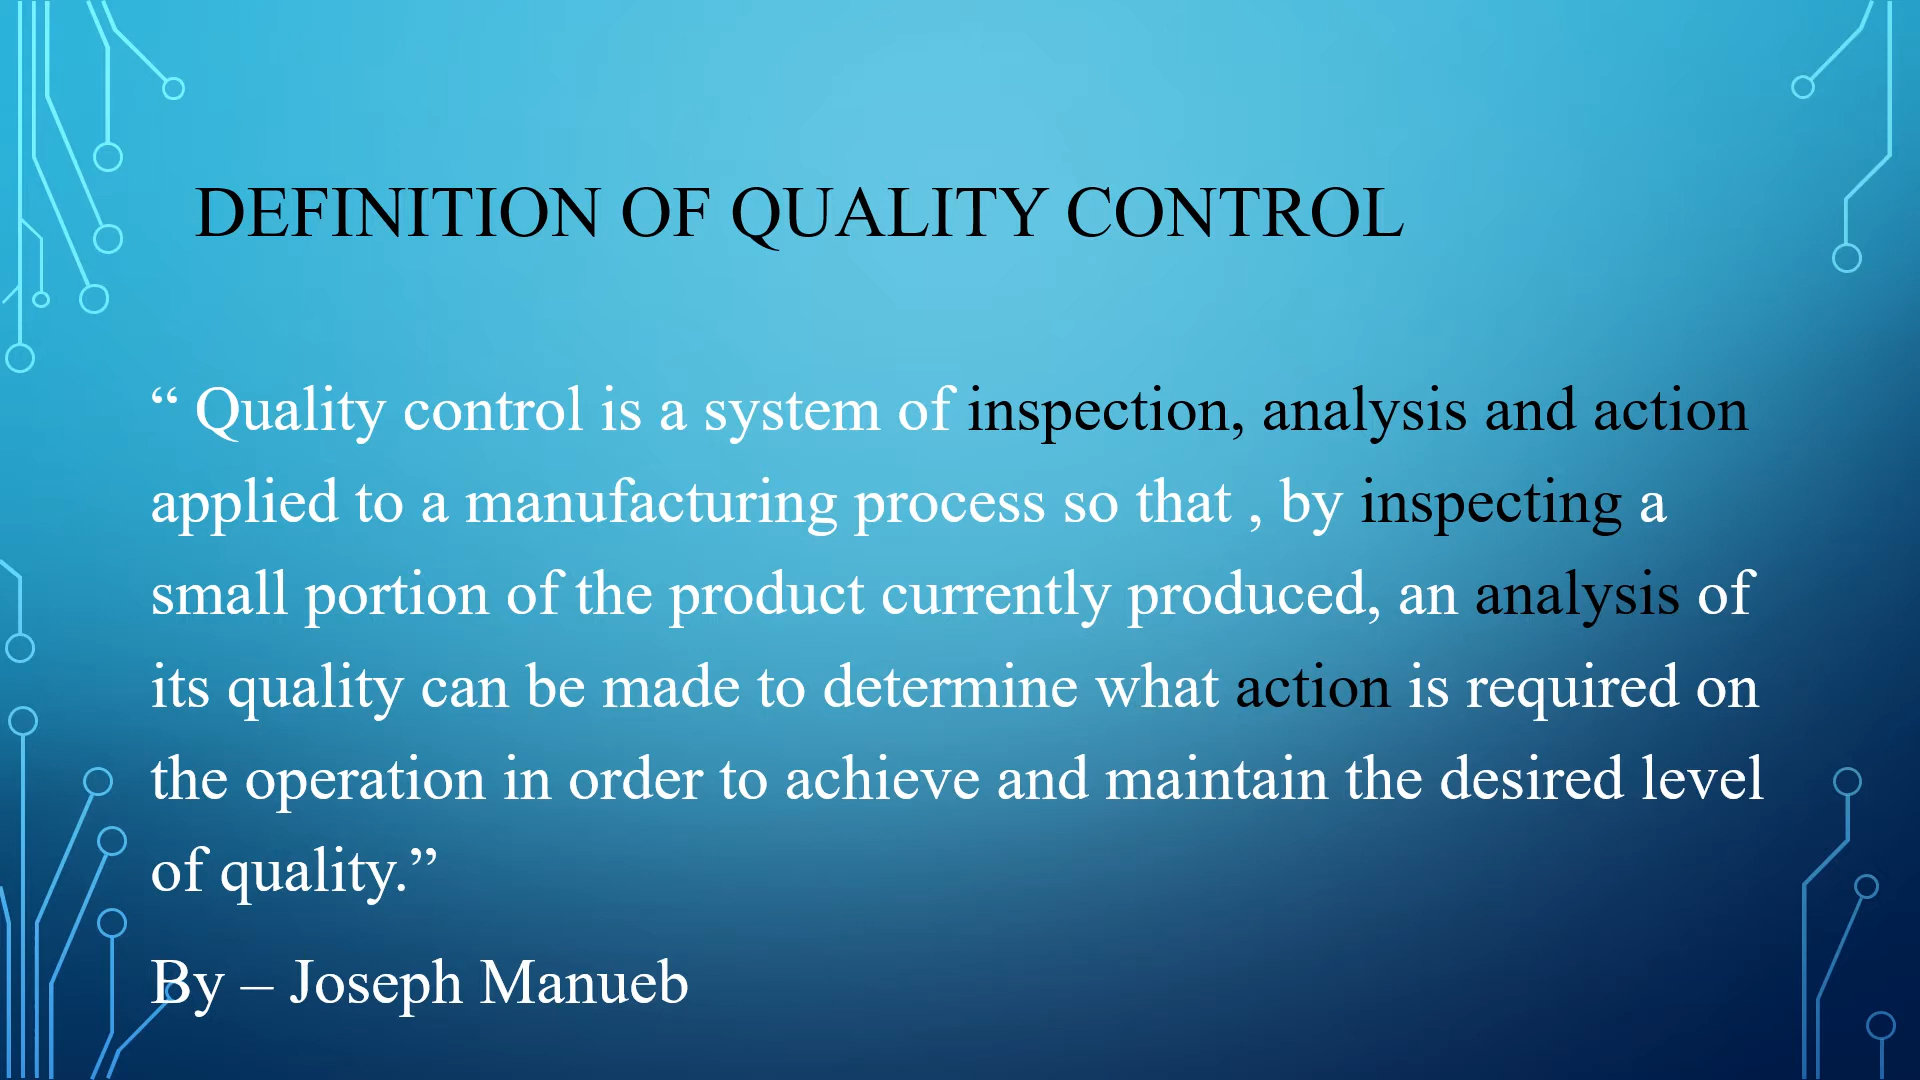 DEFINITION OF QUALITY CONTROL
“ Quality control is a system of inspection, analysis and action
applied to a manufacturing process so that , by inspecting a
small portion of the product currently produced, an analysis of
its quality can be made to determine what action is required on
the operation in order to achieve and maintain the desired level
of quality.”
By – Joseph Manueb